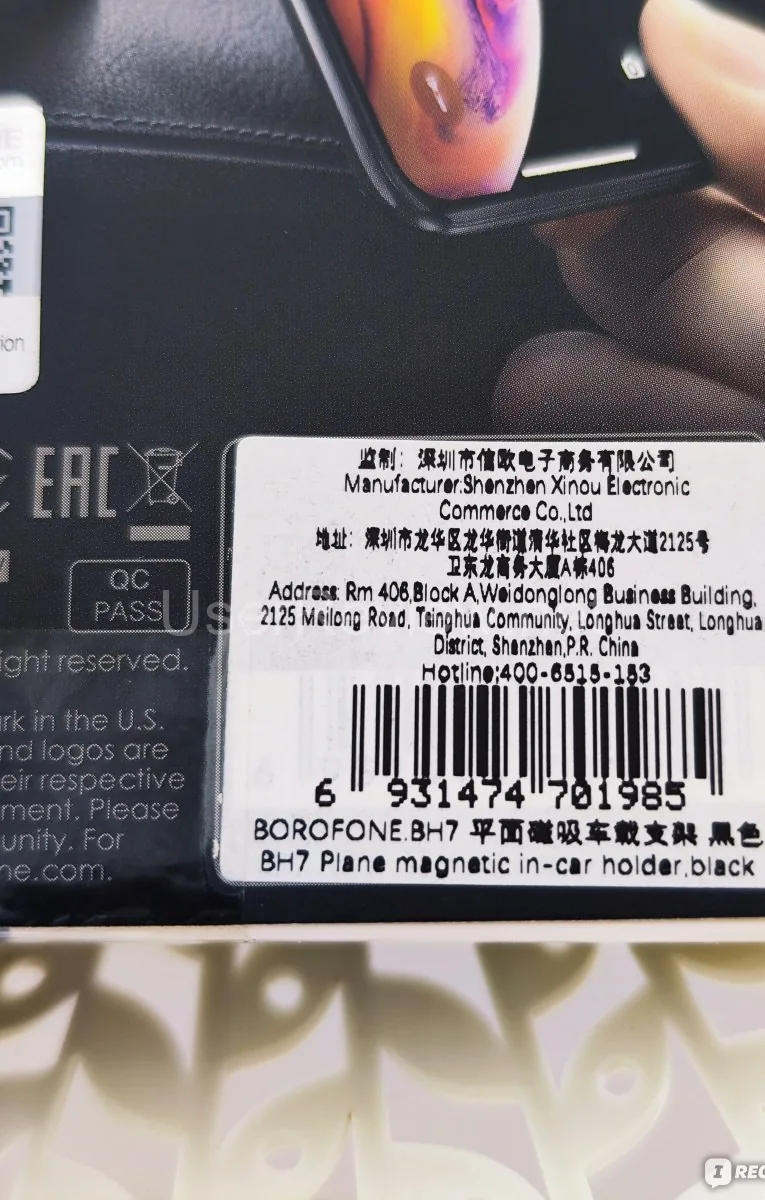 ion
EAC
QC
PASS
ight reserved.
rk in the U.S.
nd logos are
eir respective
ment. Please
unity. For
ne.com.
监制：深圳市信欧电子商务有限公司
Manufacturer:Shenzhen Xinou Electronic
Commerce Co.,Ltd
地址：深圳市龙华区龙华街道清华社区梅龙大道2125号
卫东龙商务大厦A栋406
Address: Rm 406,Block A,Weidonglong Business Building,
2125 Meilong Road, Tsinghua Community, Longhua Street, Longhua
District, Shenzhen,P.R. China
Hotline:400-6515-153
6 931474 701985
BOROFONE.BH7 平面磁吸车载支架 黑色
BH7 Plane magnetic in-car holder,black
I REC